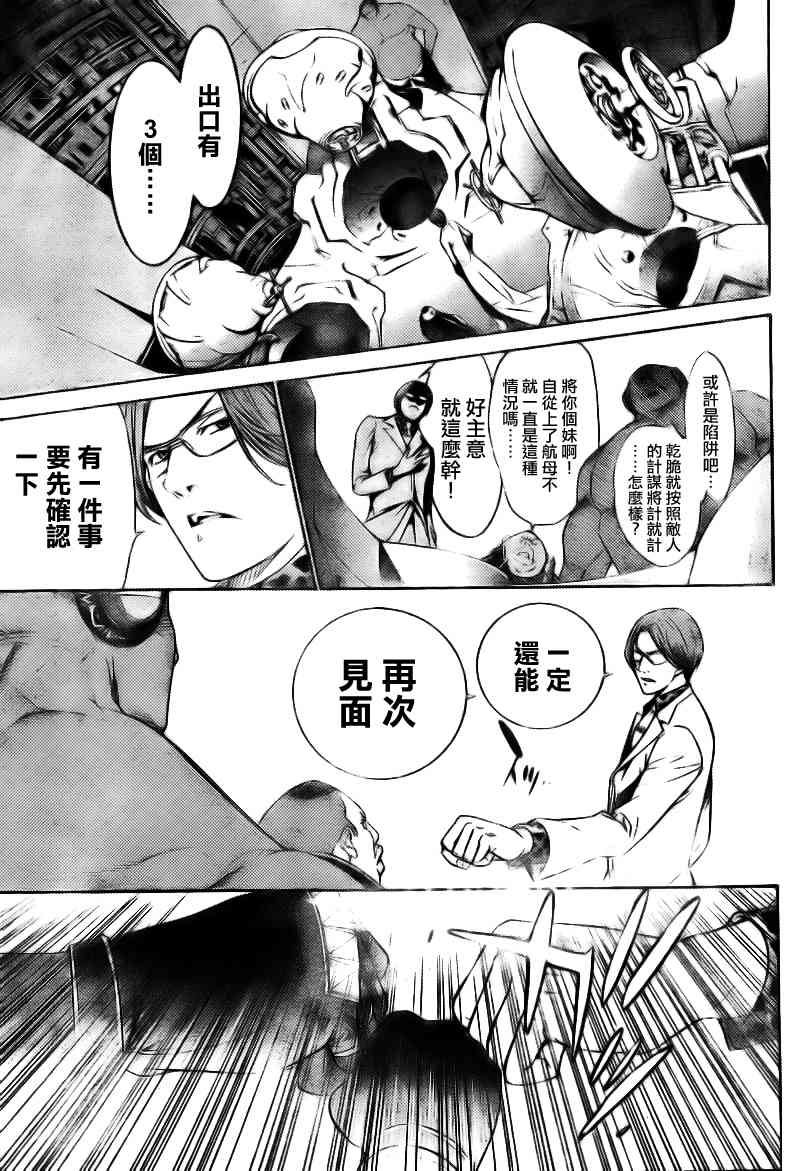 出口有
3個……
或許是陷阱吧…
乾脆就按照敵人
的計謀將計就計
……怎麼樣？
將你個妹啊！
自從上了航母不
就一直是這種
情況嗎……
好主意
就這麼幹！
有一件事
要先確認
一下
一定
還能
再次
見面
ガッ